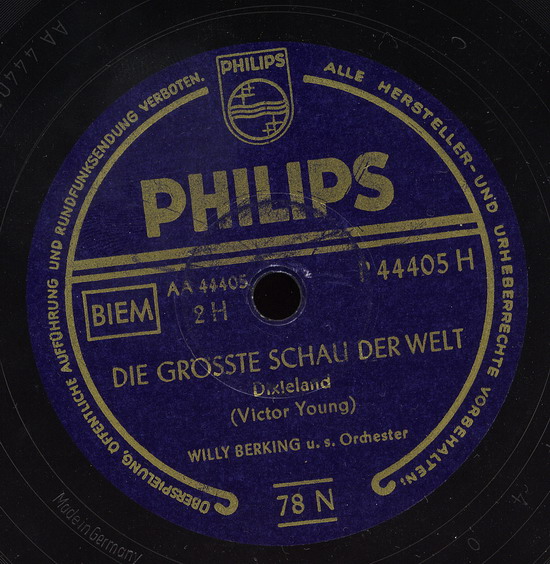 PHILIPS
ALLE HERSTELLER- UND URHEBERRECHTE VORBEHALTEN;
ÜBERSPIELUNG, ÖFFENTLICHE AUFFÜHRUNG UND RUNDFUNKSENDUNG VERBOTEN.
PHILIPS
BIEM
AA 44405
2 H
P 44405 H
DIE GRÖSSTE SCHAU DER WELT
Dixieland
(Victor Young)
WILLY BERKING u. s. Orchester
78 N
Made in Germany